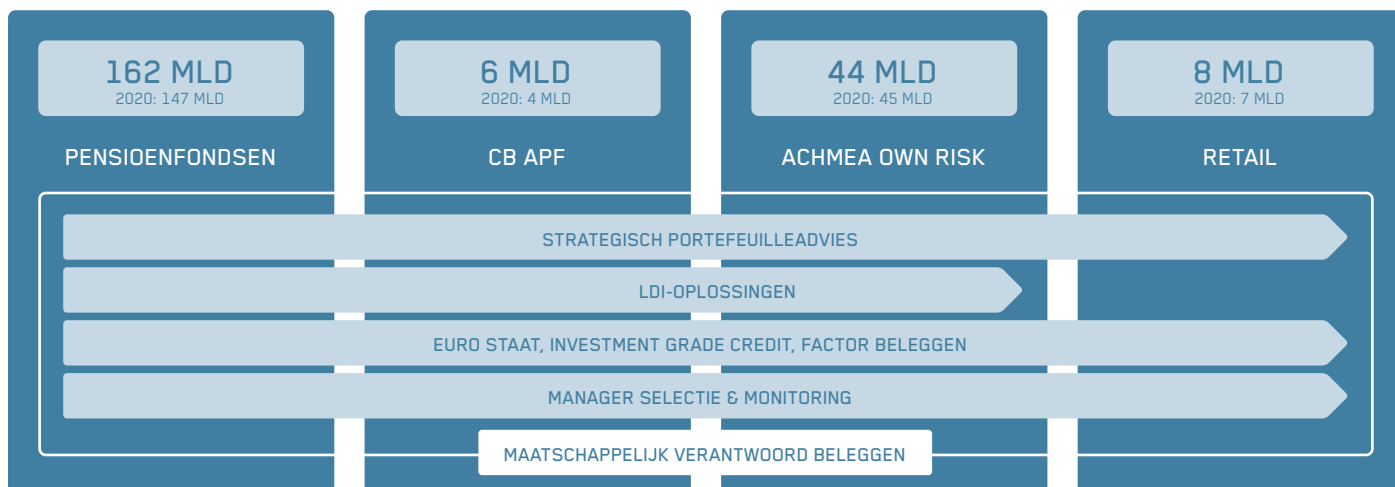 162 MLD
2020: 147 MLD
PENSIOENFONDSEN
6 MLD
2020: 4 MLD
CB APF
44 MLD
2020: 45 MLD
ACHMEA OWN RISK
8 MLD
2020: 7 MLD
RETAIL
STRATEGISCH PORTEFEUILLEADVIES
LDI-OPLOSSINGEN
EURO STAAT, INVESTMENT GRADE CREDIT, FACTOR BELEGGEN
MANAGER SELECTIE & MONITORING
MAATSCHAPPELIJK VERANTWOORD BELEGGEN